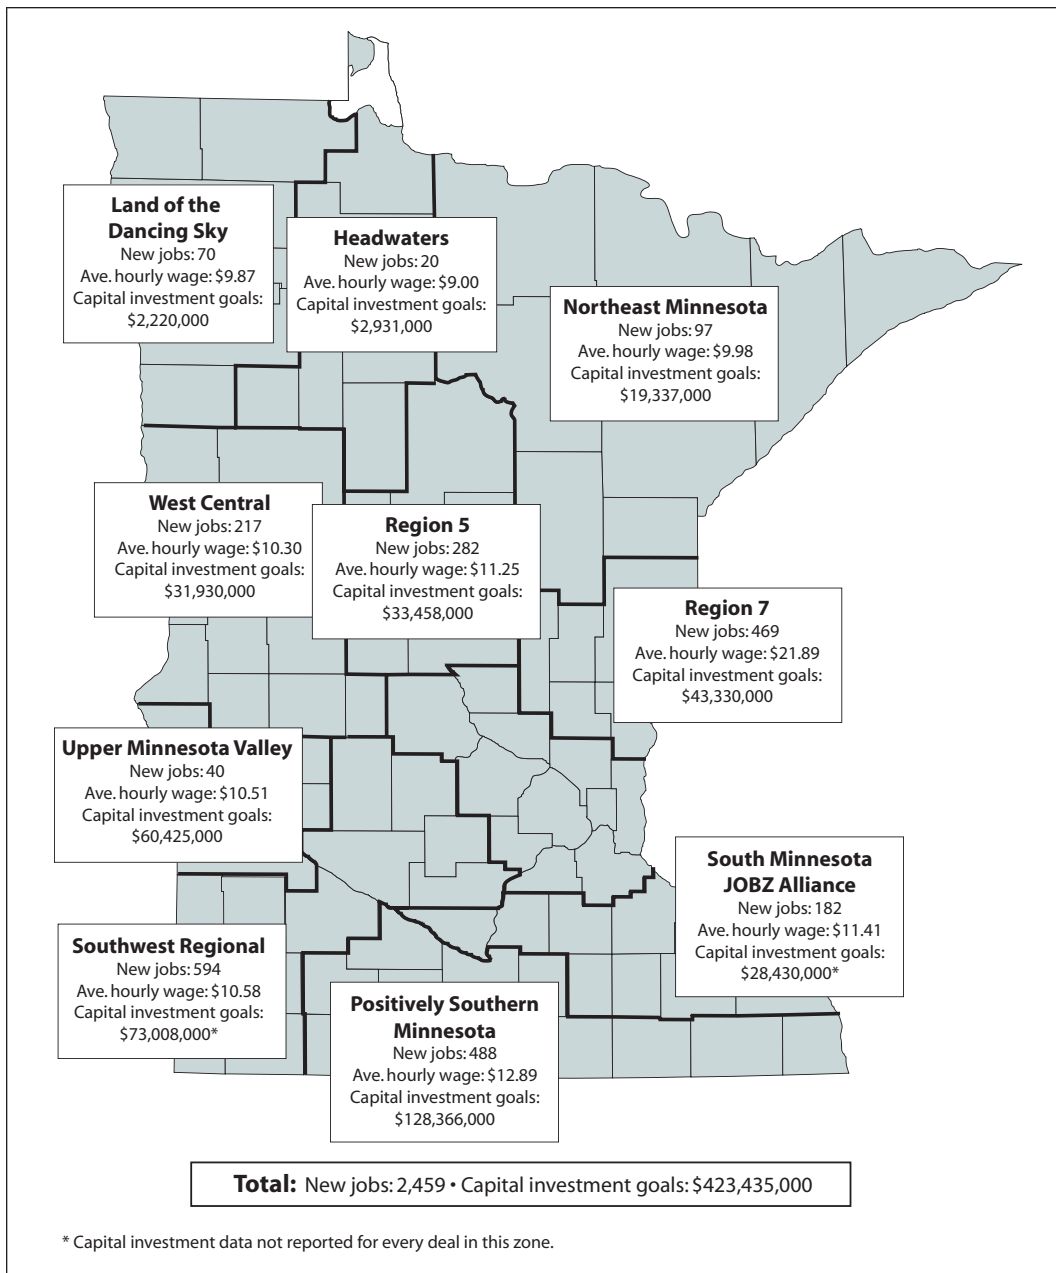 Land of the
Dancing Sky
New jobs: 70
Ave. hourly wage: $9.87
Capital investment goals:
$2,220,000
Headwaters
New jobs: 20
Ave. hourly wage: $9.00
Capital investment goals:
$2,931,000
Northeast Minnesota
New jobs: 97
Ave. hourly wage: $9.98
Capital investment goals:
$19,337,000
West Central
New jobs: 217
Ave. hourly wage: $10.30
Capital investment goals:
$31,930,000
Region 5
New jobs: 282
Ave. hourly wage: $11.25
Capital investment goals:
$33,458,000
Region 7
New jobs: 469
Ave. hourly wage: $21.89
Capital investment goals:
$43,330,000
Upper Minnesota Valley
New jobs: 40
Ave. hourly wage: $10.51
Capital investment goals:
$60,425,000
South Minnesota
JOBZ Alliance
New jobs: 182
Ave. hourly wage: $11.41
Capital investment goals:
$28,430,000*
Southwest Regional
New jobs: 594
Ave. hourly wage: $10.58
Capital investment goals:
$73,008,000*
Positively Southern
Minnesota
New jobs: 488
Ave. hourly wage: $12.89
Capital investment goals:
$128,366,000
Total: New jobs: 2,459 • Capital investment goals: $423,435,000
* Capital investment data not reported for every deal in this zone.